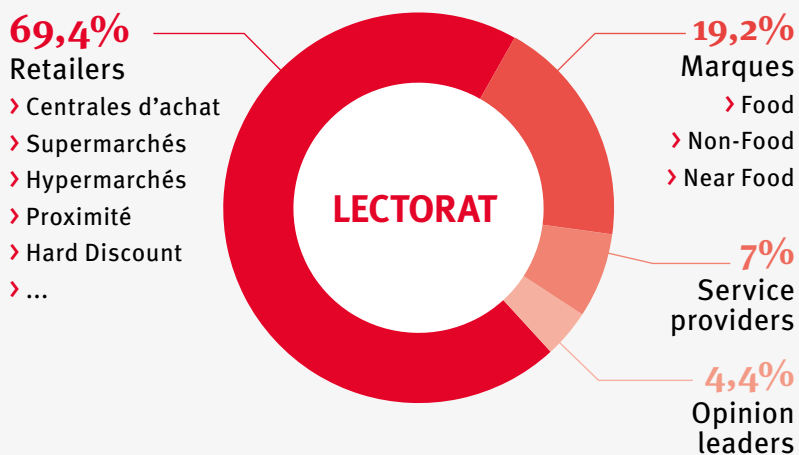 69,4%
Retailers
› Centrales d’achat
› Supermarchés
› Hypermarchés
› Proximité
› Hard Discount
› ...
LECTORAT
19,2%
Marques
› Food
› Non-Food
› Near Food
7%
Service
providers
4,4%
Opinion
leaders